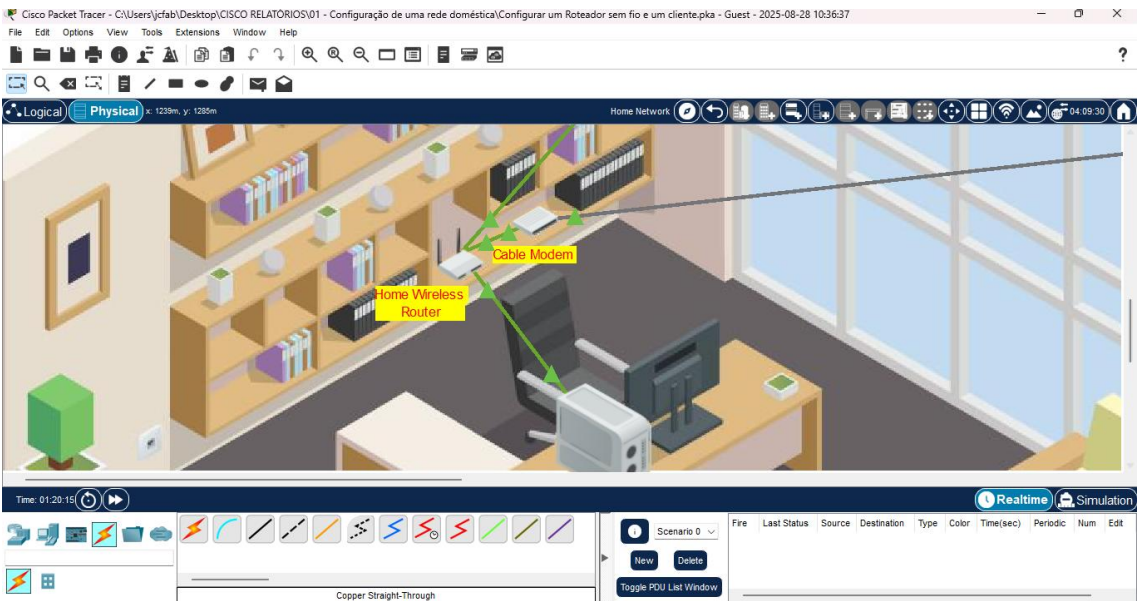 Cisco Packet Tracer - C:\Users\jcfab\Desktop\CISCO RELATÓRIOS\01 - Configuração de uma rede doméstica\Configurar um Roteador sem fio e um cliente.pka - Guest - 2025-08-28 10:36:37
File Edit Options View Tools Extensions Window Help
?
Logical Physical x: 1239m, y: 1285m Home Network 04:09:30
Cable Modem
Home Wireless
Router
Time: 01:20:15 Realtime Simulation
Scenario 0 Fire Last Status Source Destination Type Color Time(sec) Periodic Num Edit
New Delete
Toggle PDU List Window
Copper Straight-Through